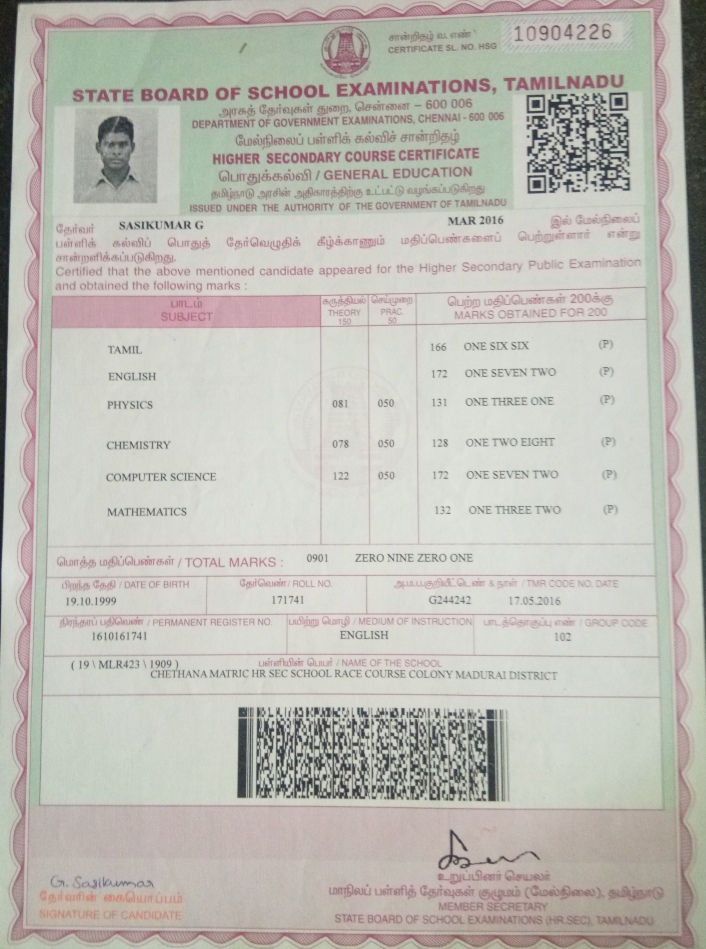 சான்றிதழ் வ. எண்
CERTIFICATE SL. NO. HSG
10904226
STATE BOARD OF SCHOOL EXAMINATIONS, TAMILNADU
அரசுத் தேர்வுகள் துறை, சென்னை – 600 006
DEPARTMENT OF GOVERNMENT EXAMINATIONS, CHENNAI - 600 006
மேல்நிலைப் பள்ளிக் கல்விச் சான்றிதழ்
HIGHER SECONDARY COURSE CERTIFICATE
பொதுக்கல்வி / GENERAL EDUCATION
தமிழ்நாடு அரசின் அதிகாரத்திற்கு உட்பட்டு வழங்கப்படுகிறது
ISSUED UNDER THE AUTHORITY OF THE GOVERNMENT OF TAMILNADU
தேர்வர் SASIKUMAR G MAR 2016 இல் மேல்நிலைப்
பள்ளிக் கல்விப் பொதுத் தேர்வெழுதிக் கீழ்க்காணும் மதிப்பெண்களைப் பெற்றுள்ளார் என்று
சான்றளிக்கப்படுகிறது.
Certified that the above mentioned candidate appeared for the Higher Secondary Public Examination
and obtained the following marks :
பாடம் கருத்தியல் செய்முறை பெற்ற மதிப்பெண்கள் 200க்கு
SUBJECT THEORY 150 PRAC. 50 MARKS OBTAINED FOR 200
TAMIL 166 ONE SIX SIX (P)
ENGLISH 172 ONE SEVEN TWO (P)
PHYSICS 081 050 131 ONE THREE ONE (P)
CHEMISTRY 078 050 128 ONE TWO EIGHT (P)
COMPUTER SCIENCE 122 050 172 ONE SEVEN TWO (P)
MATHEMATICS 132 ONE THREE TWO (P)
மொத்த மதிப்பெண்கள் / TOTAL MARKS : 0901 ZERO NINE ZERO ONE
பிறந்த தேதி / DATE OF BIRTH தேர்வெண் / ROLL NO. அ.ம.ப.குறியீட்டெண் & நாள் / TMR CODE NO. DATE
19.10.1999 171741 G244242 17.05.2016
நிரந்தரப் பதிவெண் / PERMANENT REGISTER NO. பயிற்று மொழி / MEDIUM OF INSTRUCTION பாடத்தொகுப்பு எண் / GROUP CODE
1610161741 ENGLISH 102
( 19 \ MLR423 \ 1909 ) பள்ளியின் பெயர் / NAME OF THE SCHOOL
CHETHANA MATRIC HR SEC SCHOOL RACE COURSE COLONY MADURAI DISTRICT
G. Sasikumar
தேர்வரின் கையொப்பம்
SIGNATURE OF CANDIDATE
உறுப்பினர் செயலர்
மாநிலப் பள்ளித் தேர்வுகள் குழுமம் (மேல்நிலை), தமிழ்நாடு
MEMBER SECRETARY
STATE BOARD OF SCHOOL EXAMINATIONS (HR.SEC), TAMILNADU